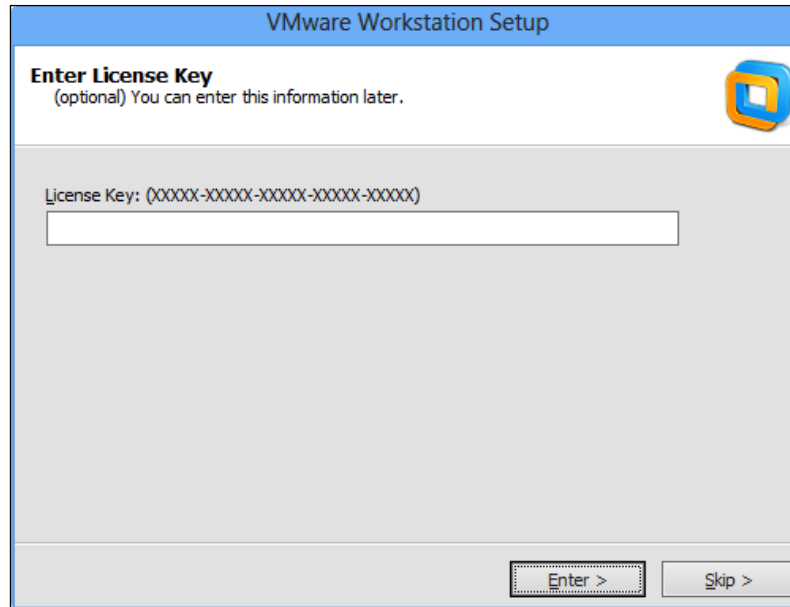 VMware Workstation Setup
Enter License Key
(optional) You can enter this information later.
License Key: (XXXXX-XXXXX-XXXXX-XXXXX-XXXXX)
Enter >
Skip >